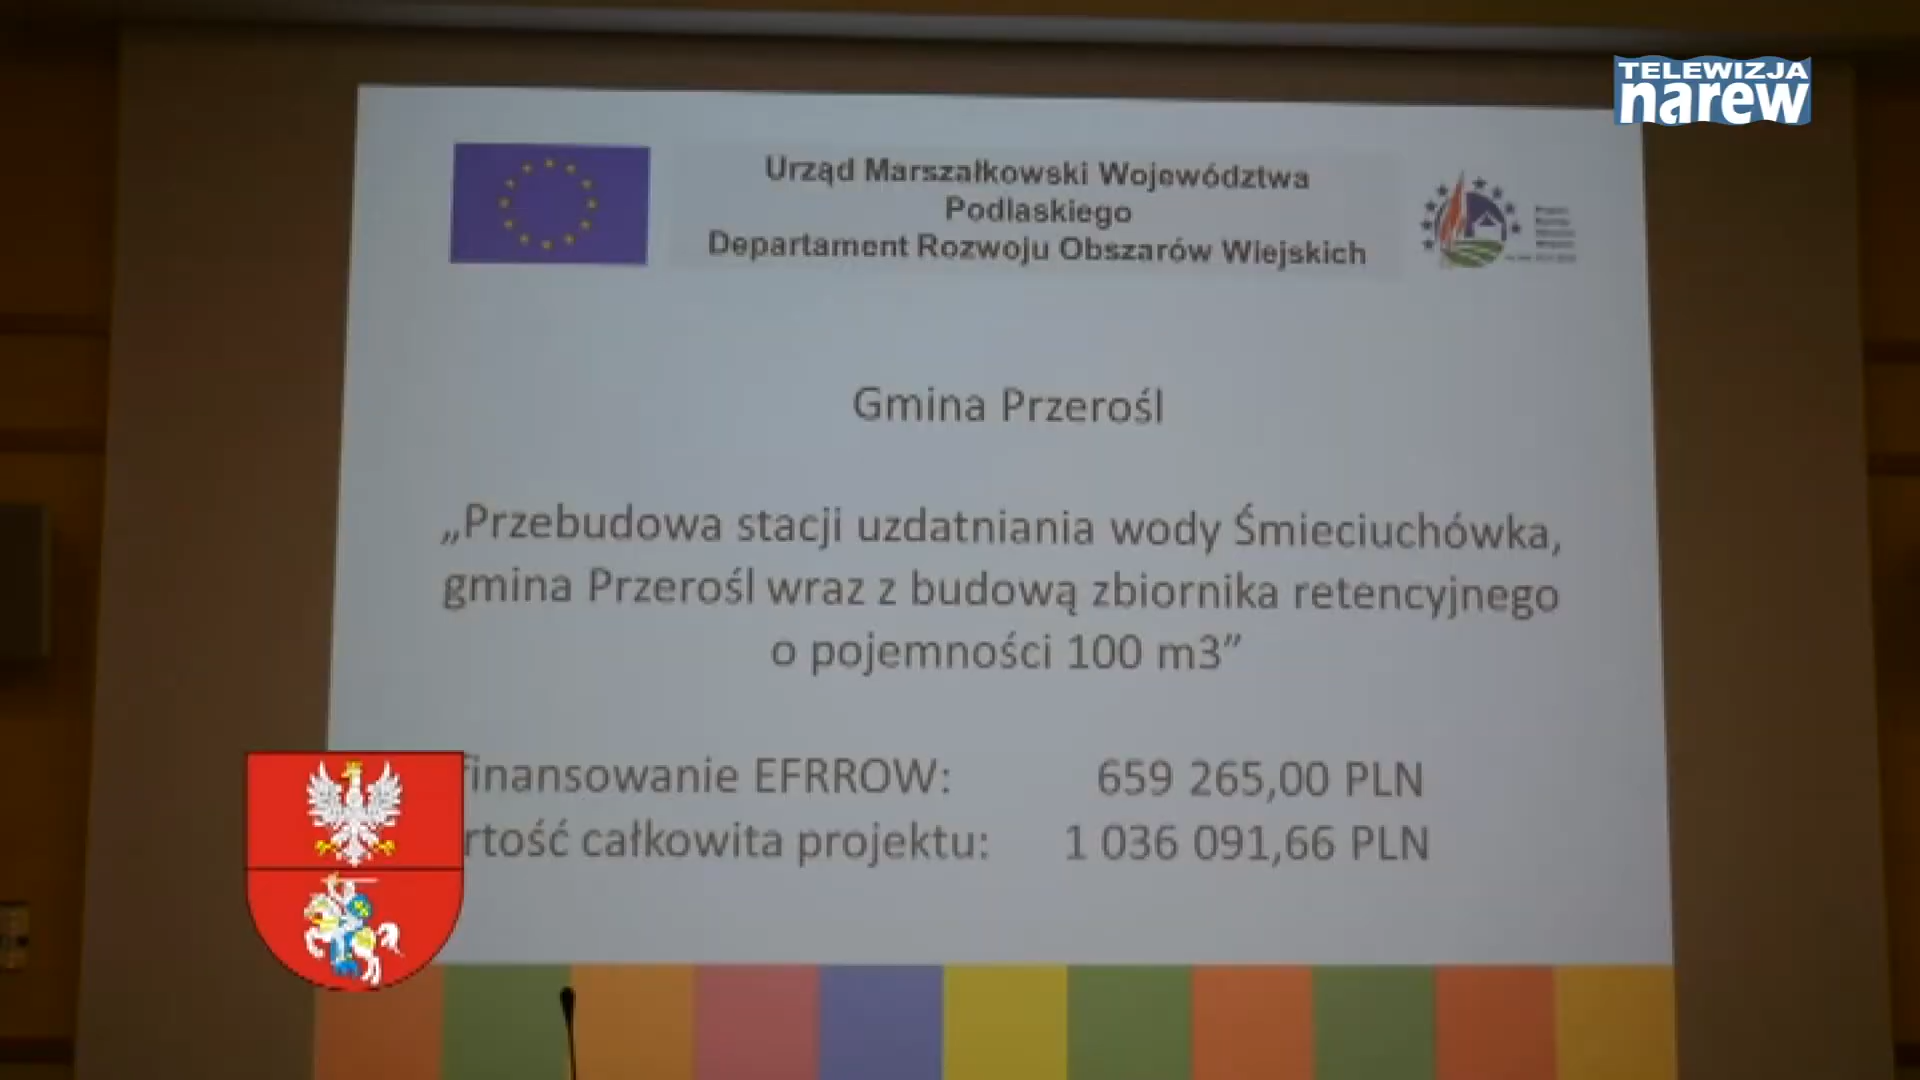 TELEWIZJA
narew
Urząd Marszałkowski Województwa
Podlaskiego
Departament Rozwoju Obszarów Wiejskich
Gmina Przerośl
„Przebudowa stacji uzdatniania wody Śmieciuchówka,
gmina Przerośl wraz z budową zbiornika retencyjnego
o pojemności 100 m3”
finansowanie EFRROW: 659 265,00 PLN
rtość całkowita projektu: 1 036 091,66 PLN